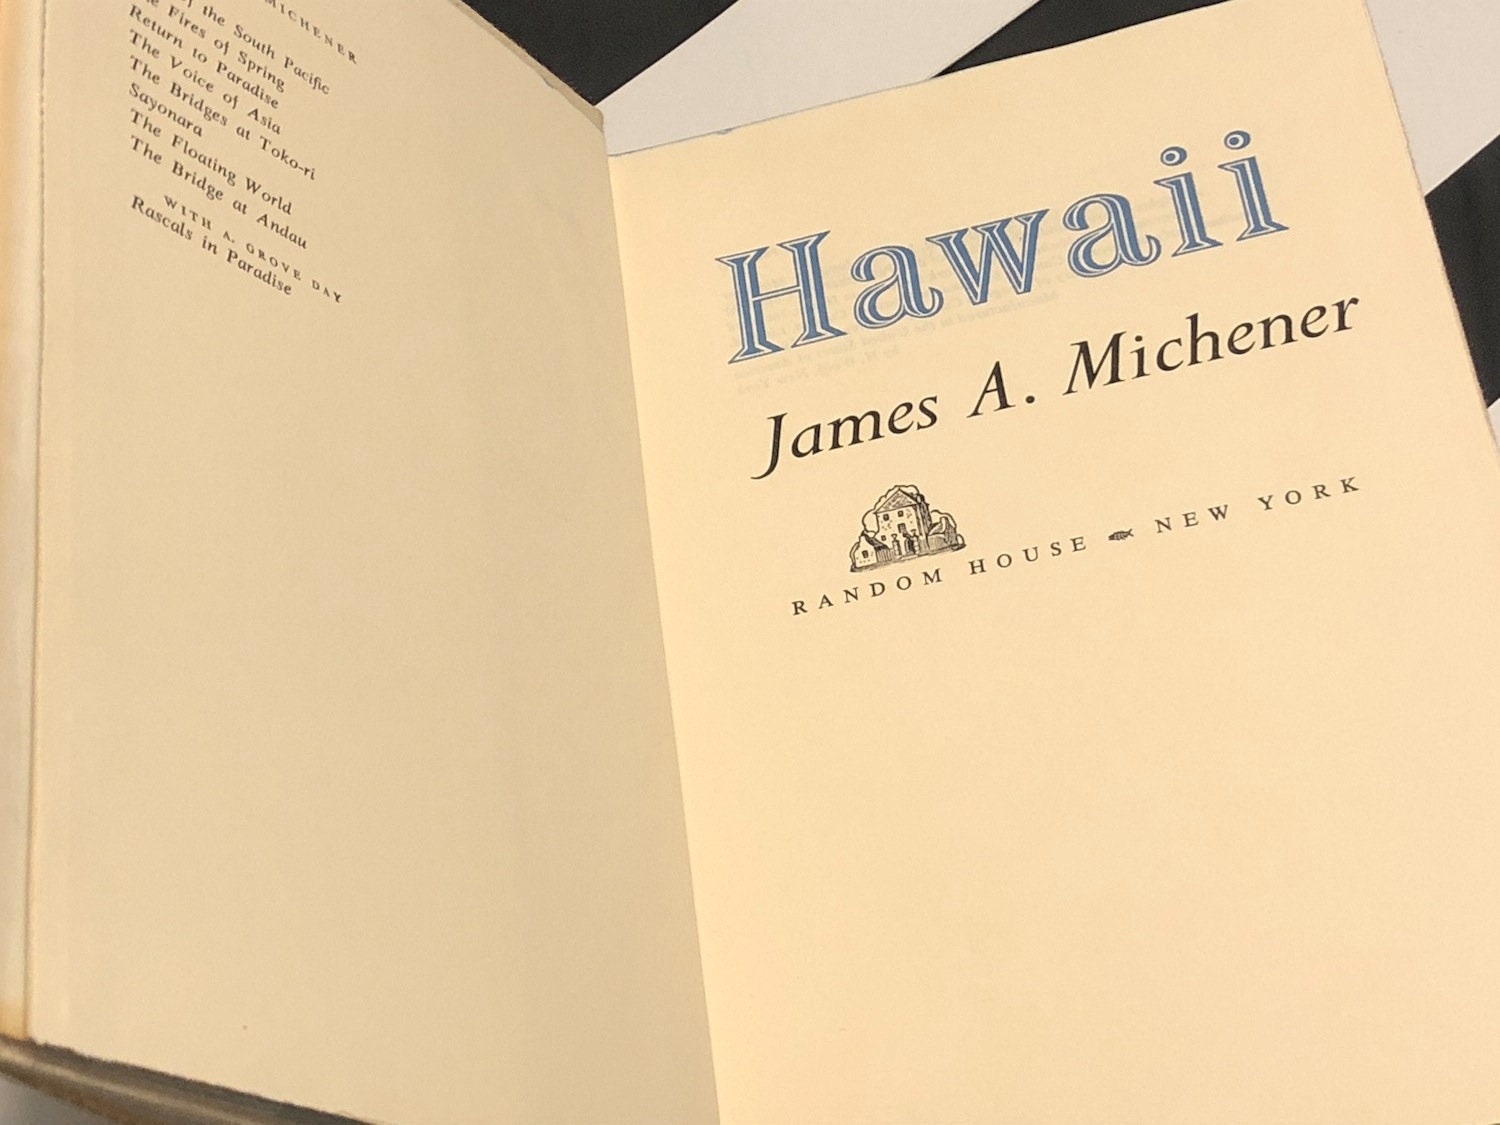 MICHENER
of the South Pacific
Fires of Spring
Return to Paradise
The Voice of Asia
The Bridges at Toko-ri
Sayonara
The Floating World
The Bridge at Andau
WITH A. GROVE DAY
Rascals in Paradise
Hawaii
James A. Michener
RANDOM HOUSE NEW YORK